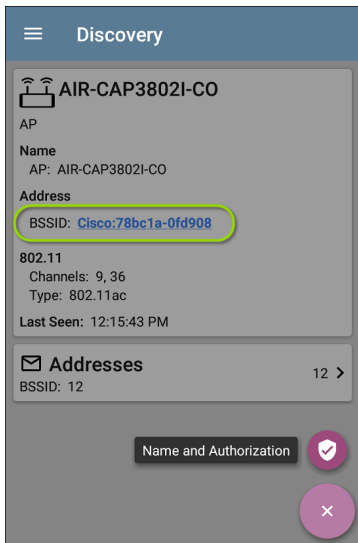 Discovery
AIR-CAP3802I-CO
AP
Name
AP: AIR-CAP3802I-CO
Address
BSSID: Cisco:78bc1a-0fd908
802.11
Channels: 9, 36
Type: 802.11ac
Last Seen: 12:15:43 PM
Addresses
12
BSSID: 12
Name and Authorization